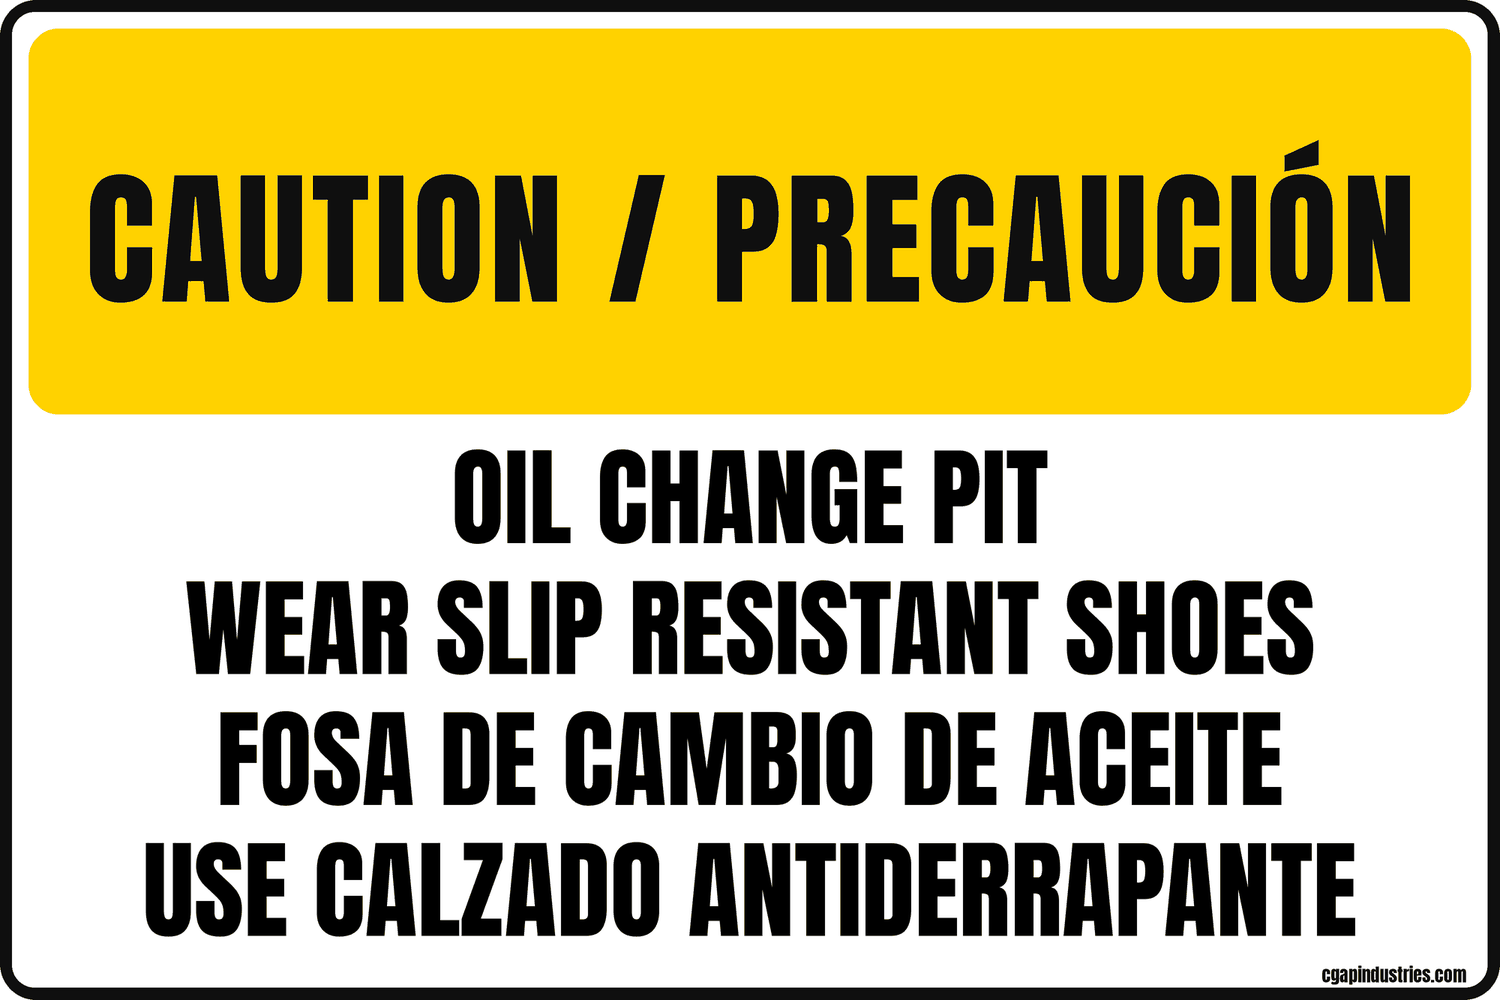 CAUTION / PRECAUCIÓN
OIL CHANGE PIT
WEAR SLIP RESISTANT SHOES
FOSA DE CAMBIO DE ACEITE
USE CALZADO ANTIDERRAPANTE
cgapindustries.com